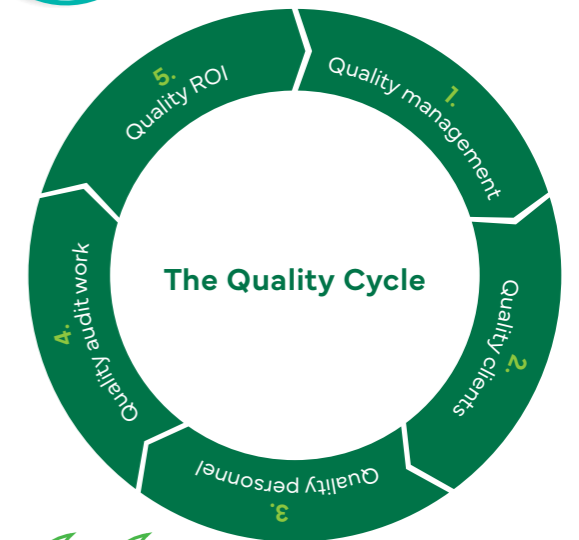 The Quality Cycle
1.
Quality management
2.
Quality clients
3.
Quality personnel
4.
Quality audit work
5.
Quality ROI